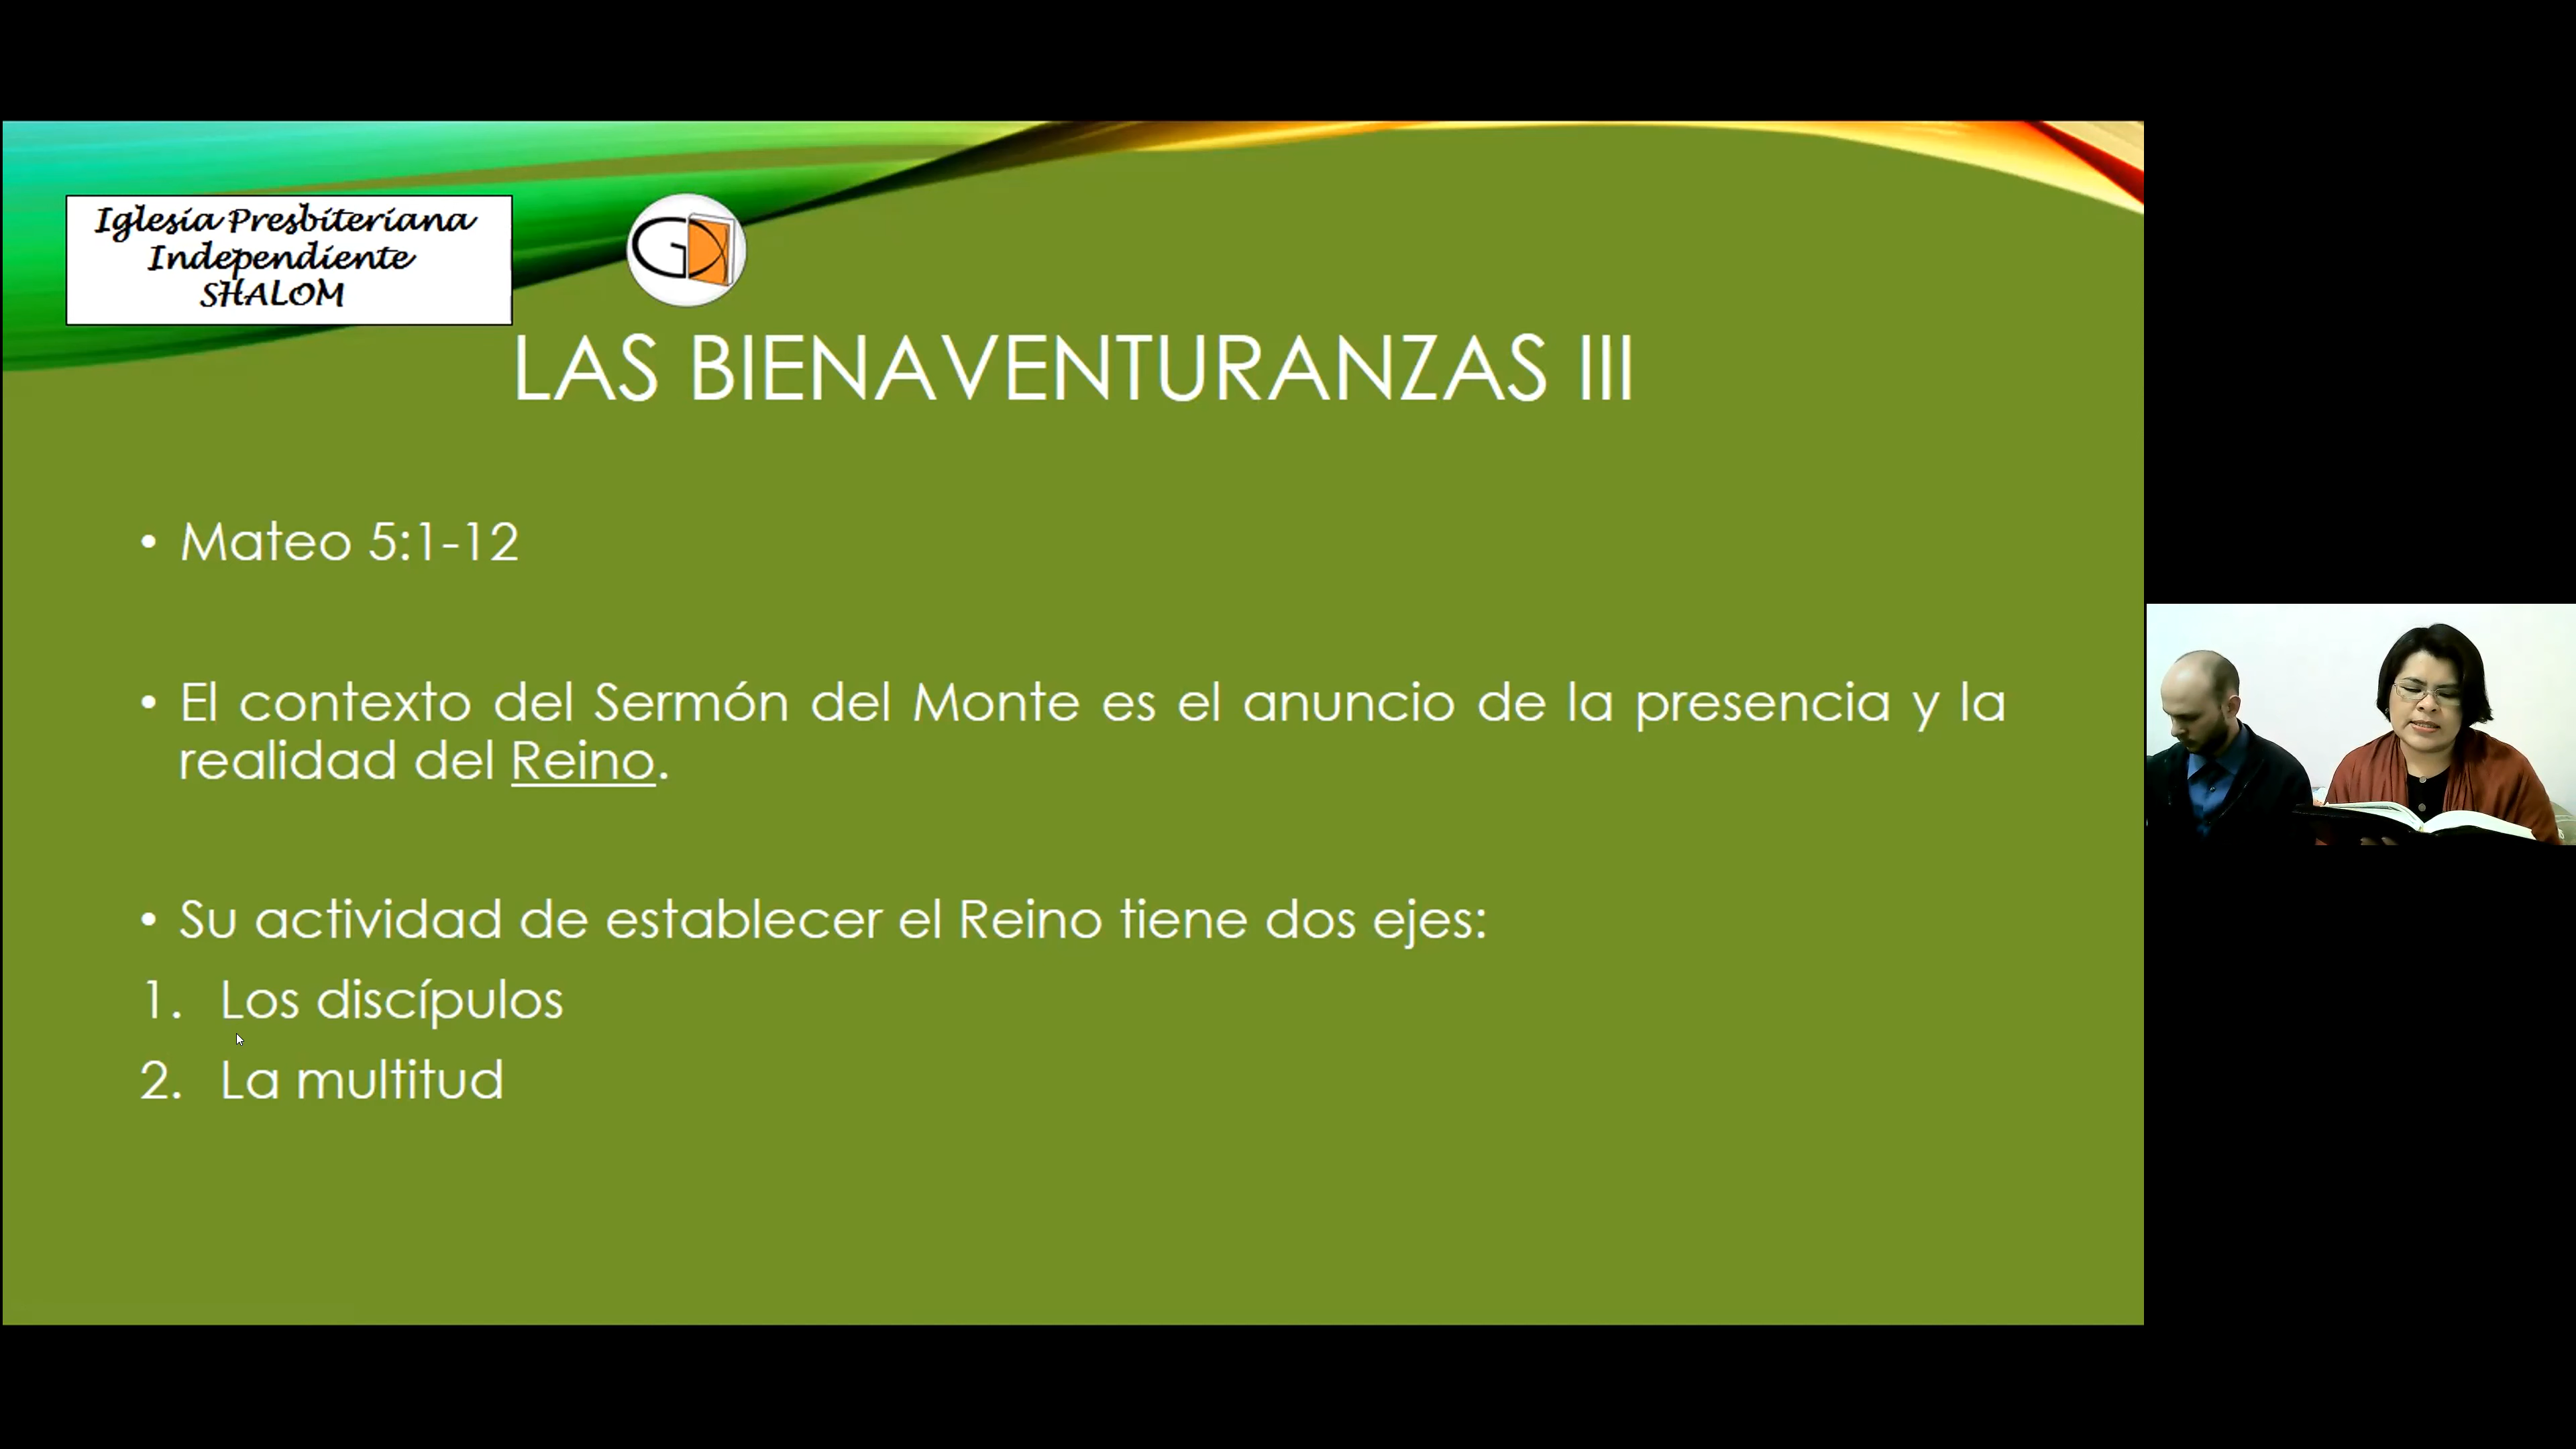 Iglesia Presbiteriana
Independiente
SHALOM
LAS BIENAVENTURANZAS III
• Mateo 5:1-12
• El contexto del Sermón del Monte es el anuncio de la presencia y la
realidad del Reino.
• Su actividad de establecer el Reino tiene dos ejes:
1. Los discípulos
2. La multitud